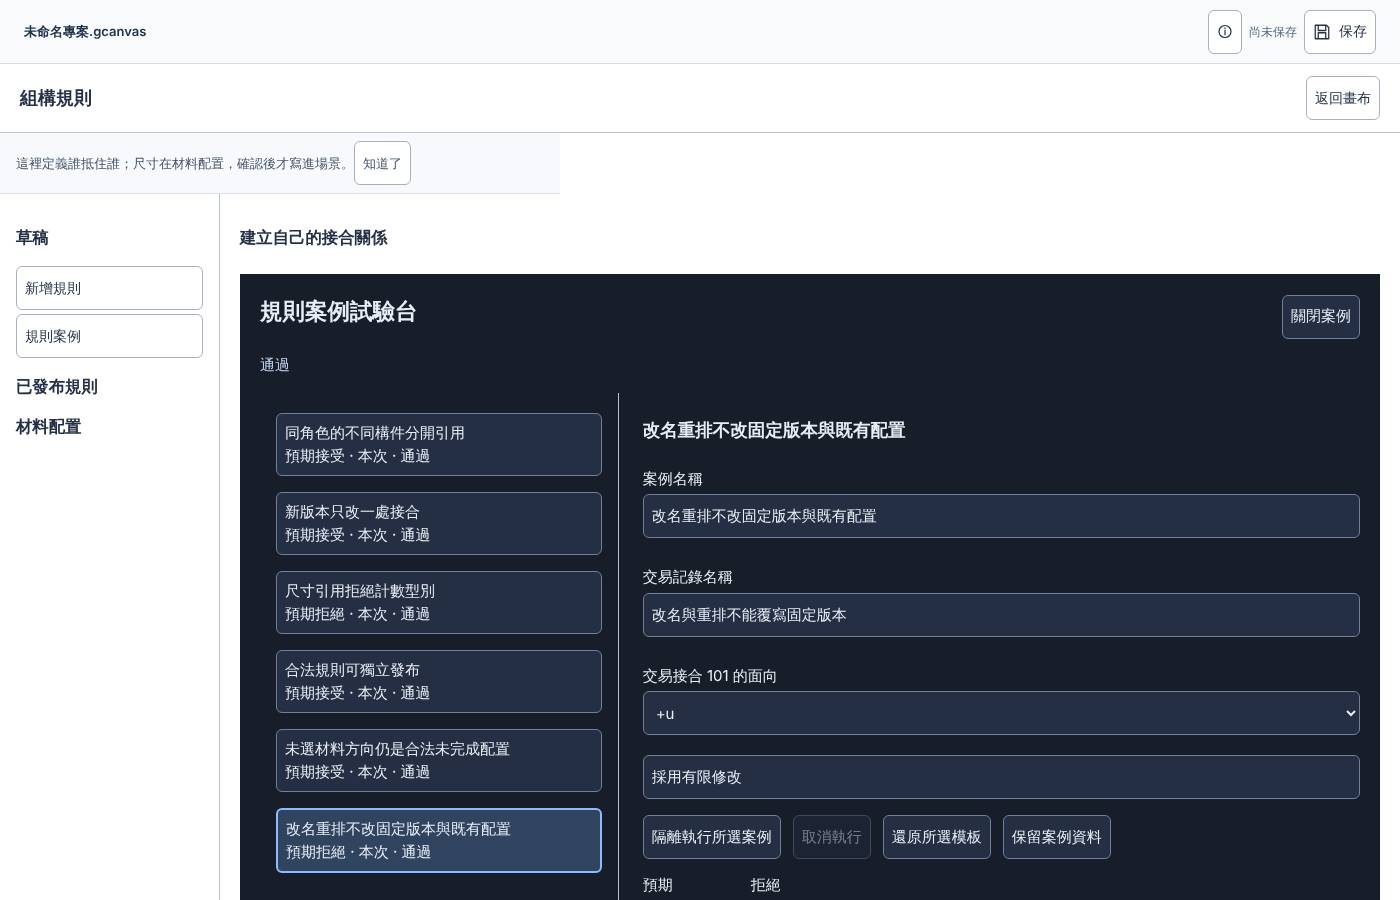 未命名專案.gcanvas
尚未保存
保存
組構規則
返回畫布
這裡定義誰抵住誰；尺寸在材料配置，確認後才寫進場景。
知道了
草稿
新增規則
規則案例
已發布規則
材料配置
建立自己的接合關係
規則案例試驗台
關閉案例
通過
同角色的不同構件分開引用
預期接受 · 本次 · 通過
新版本只改一處接合
預期接受 · 本次 · 通過
尺寸引用拒絕計數型別
預期拒絕 · 本次 · 通過
合法規則可獨立發布
預期接受 · 本次 · 通過
未選材料方向仍是合法未完成配置
預期接受 · 本次 · 通過
改名重排不改固定版本與既有配置
預期拒絕 · 本次 · 通過
改名重排不改固定版本與既有配置
案例名稱
改名重排不改固定版本與既有配置
交易記錄名稱
改名與重排不能覆寫固定版本
交易接合 101 的面向
+u
採用有限修改
隔離執行所選案例
取消執行
還原所選模板
保留案例資料
預期
拒絕